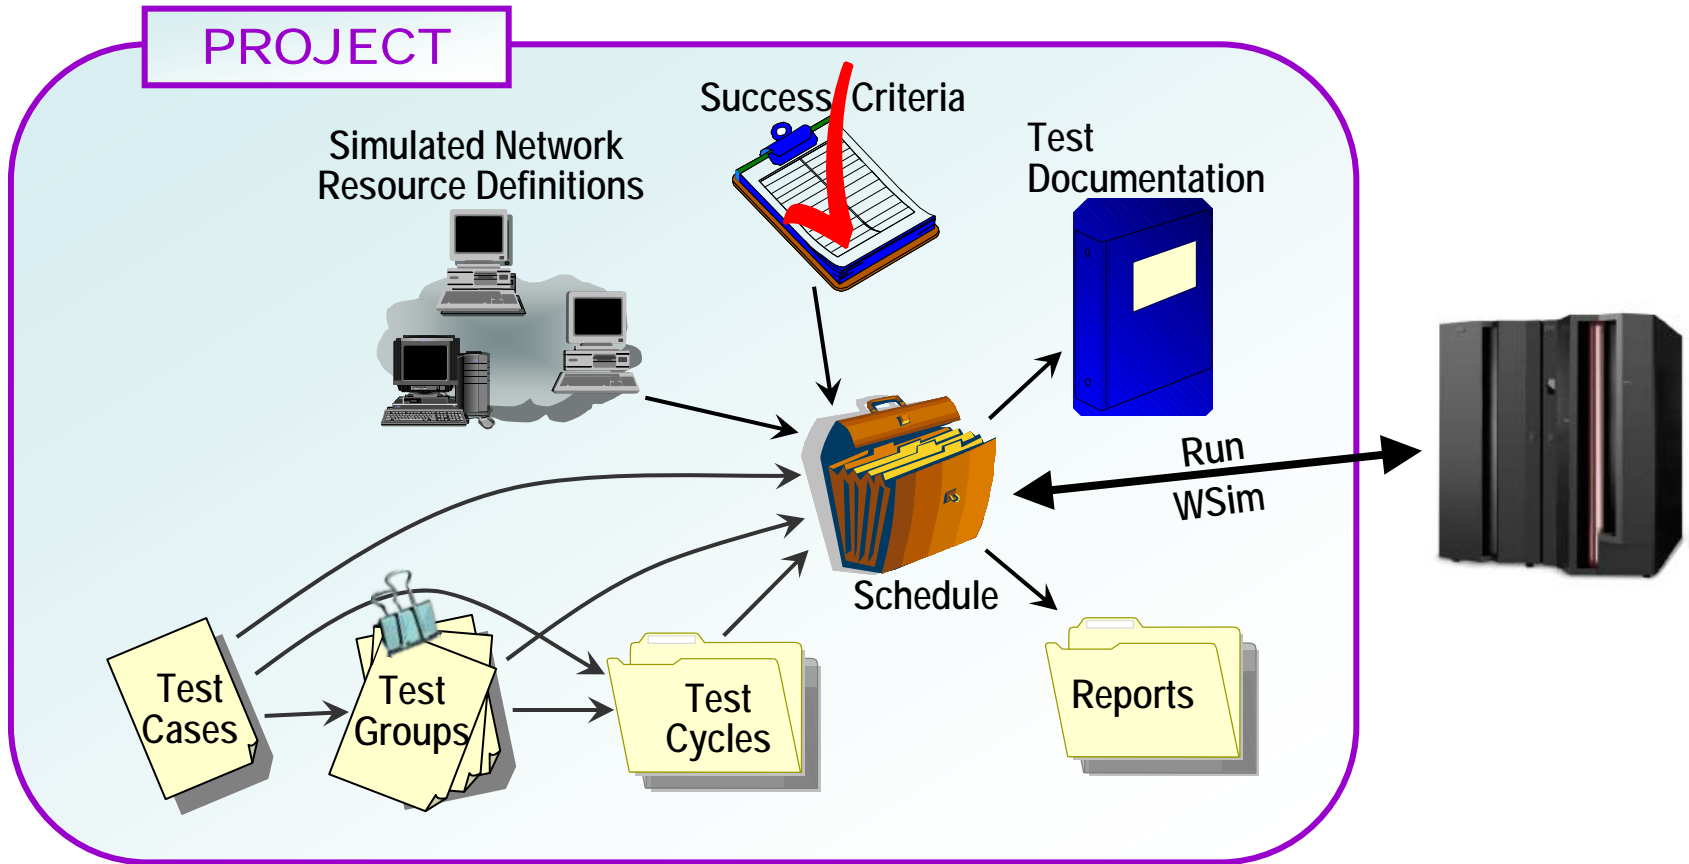 PROJECT
Success Criteria
Simulated Network
Resource Definitions
Test
Documentation
Run
WSim
Schedule
Test
Cases
Test
Groups
Test
Cycles
Reports